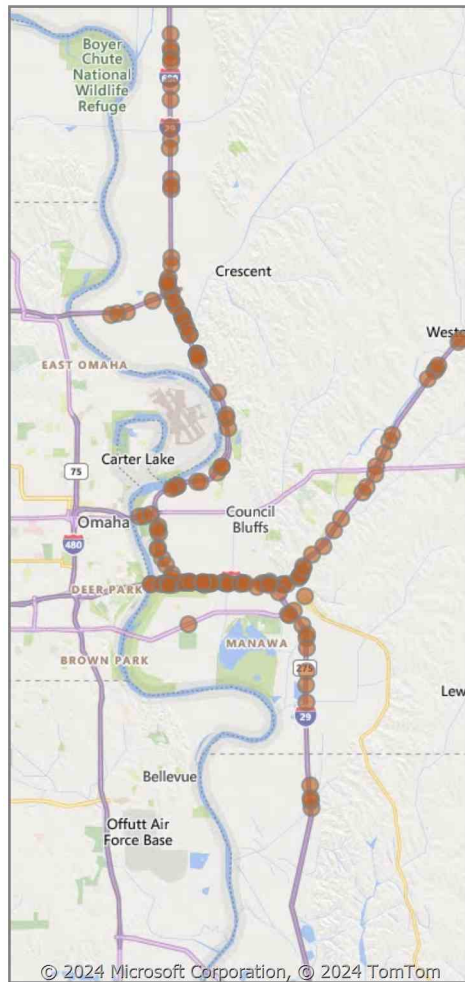 Boyer
Chute
National
Wildlife
Refuge
Crescent
EAST OMAHA
Carter Lake
75
Omaha
Council
Bluffs
480
DEER PARK
MANAWA
BROWN PARK
275
29
Bellevue
Offutt Air
Force Base
© 2024 Microsoft Corporation, © 2024 TomTom